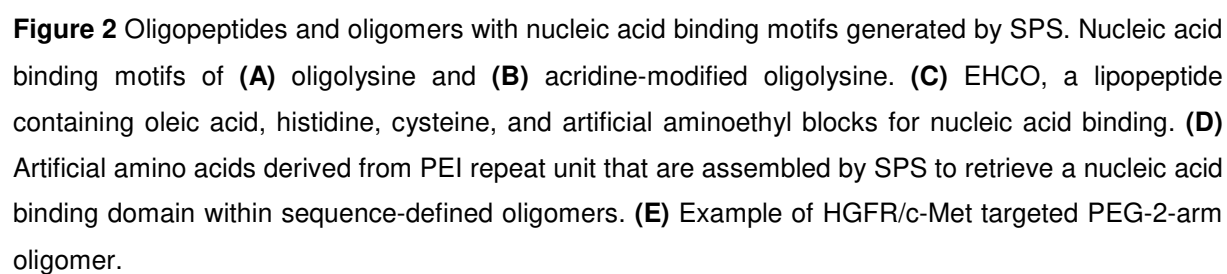 Figure 2 Oligopeptides and oligomers with nucleic acid binding motifs generated by SPS. Nucleic acid
binding motifs of (A) oligolysine and (B) acridine-modified oligolysine. (C) EHCO, a lipopeptide
containing oleic acid, histidine, cysteine, and artificial aminoethyl blocks for nucleic acid binding. (D)
Artificial amino acids derived from PEI repeat unit that are assembled by SPS to retrieve a nucleic acid
binding domain within sequence-defined oligomers. (E) Example of HGFR/c-Met targeted PEG-2-arm
oligomer.